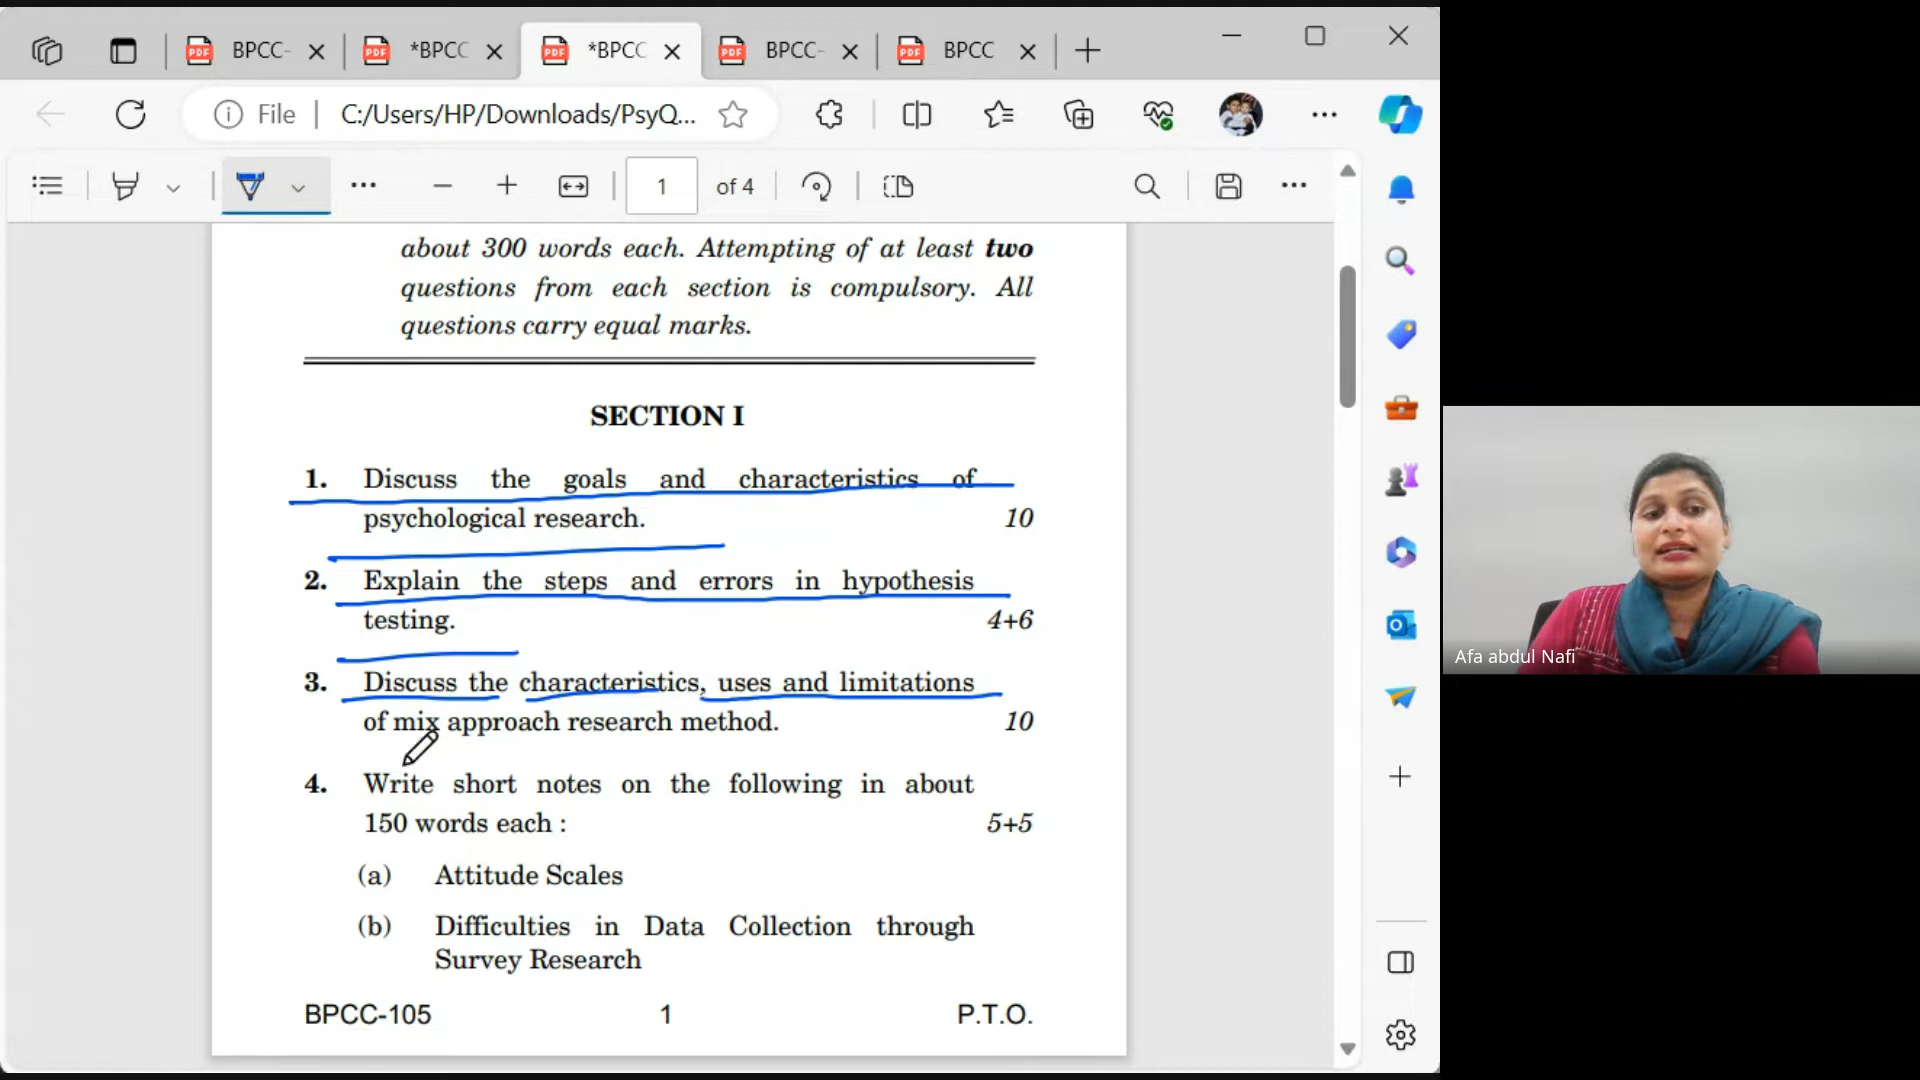 BPCC-
*BPCC
*BPCC
BPCC-
BPCC
File
C:/Users/HP/Downloads/PsyQ...
1 of 4
about 300 words each. Attempting of at least two
questions from each section is compulsory. All
questions carry equal marks.
SECTION I
1. Discuss the goals and characteristics of
psychological research. 10
2. Explain the steps and errors in hypothesis
testing. 4+6
3. Discuss the characteristics, uses and limitations
of mix approach research method. 10
4. Write short notes on the following in about
150 words each : 5+5
(a) Attitude Scales
(b) Difficulties in Data Collection through
Survey Research
BPCC-105 1 P.T.O.
Afa abdul Nafi